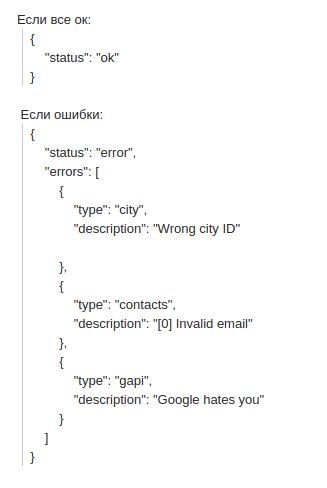 Если все ок:
{
"status": "ok"
}
Если ошибки:
{
"status": "error",
"errors": [
{
"type": "city",
"description": "Wrong city ID"
},
{
"type": "contacts",
"description": "[0] Invalid email"
},
{
"type": "gapi",
"description": "Google hates you"
}
]
}